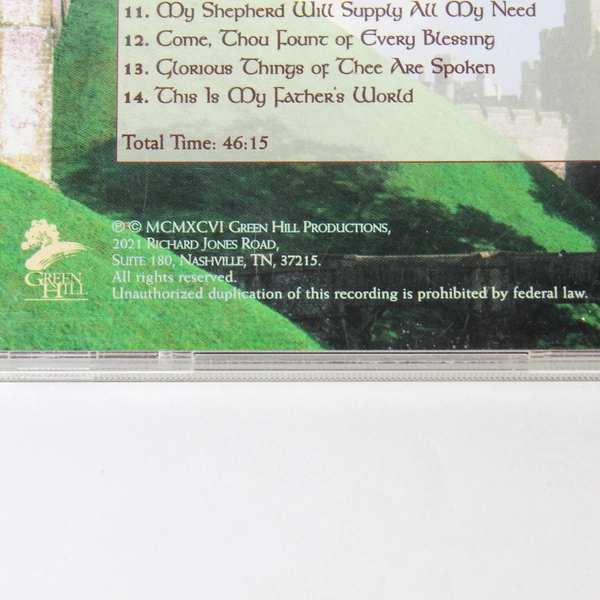 11. My Shepherd Will Supply All My Need
12. Come, Thou Fount of Every Blessing
13. Glorious Things of Thee Are Spoken
14. This Is My Father's World
Total Time: 46:15
℗ © MCMXCVI Green Hill Productions,
2021 Richard Jones Road,
Suite 180, Nashville, TN, 37215.
All rights reserved.
Unauthorized duplication of this recording is prohibited by federal law.
Green
Hill